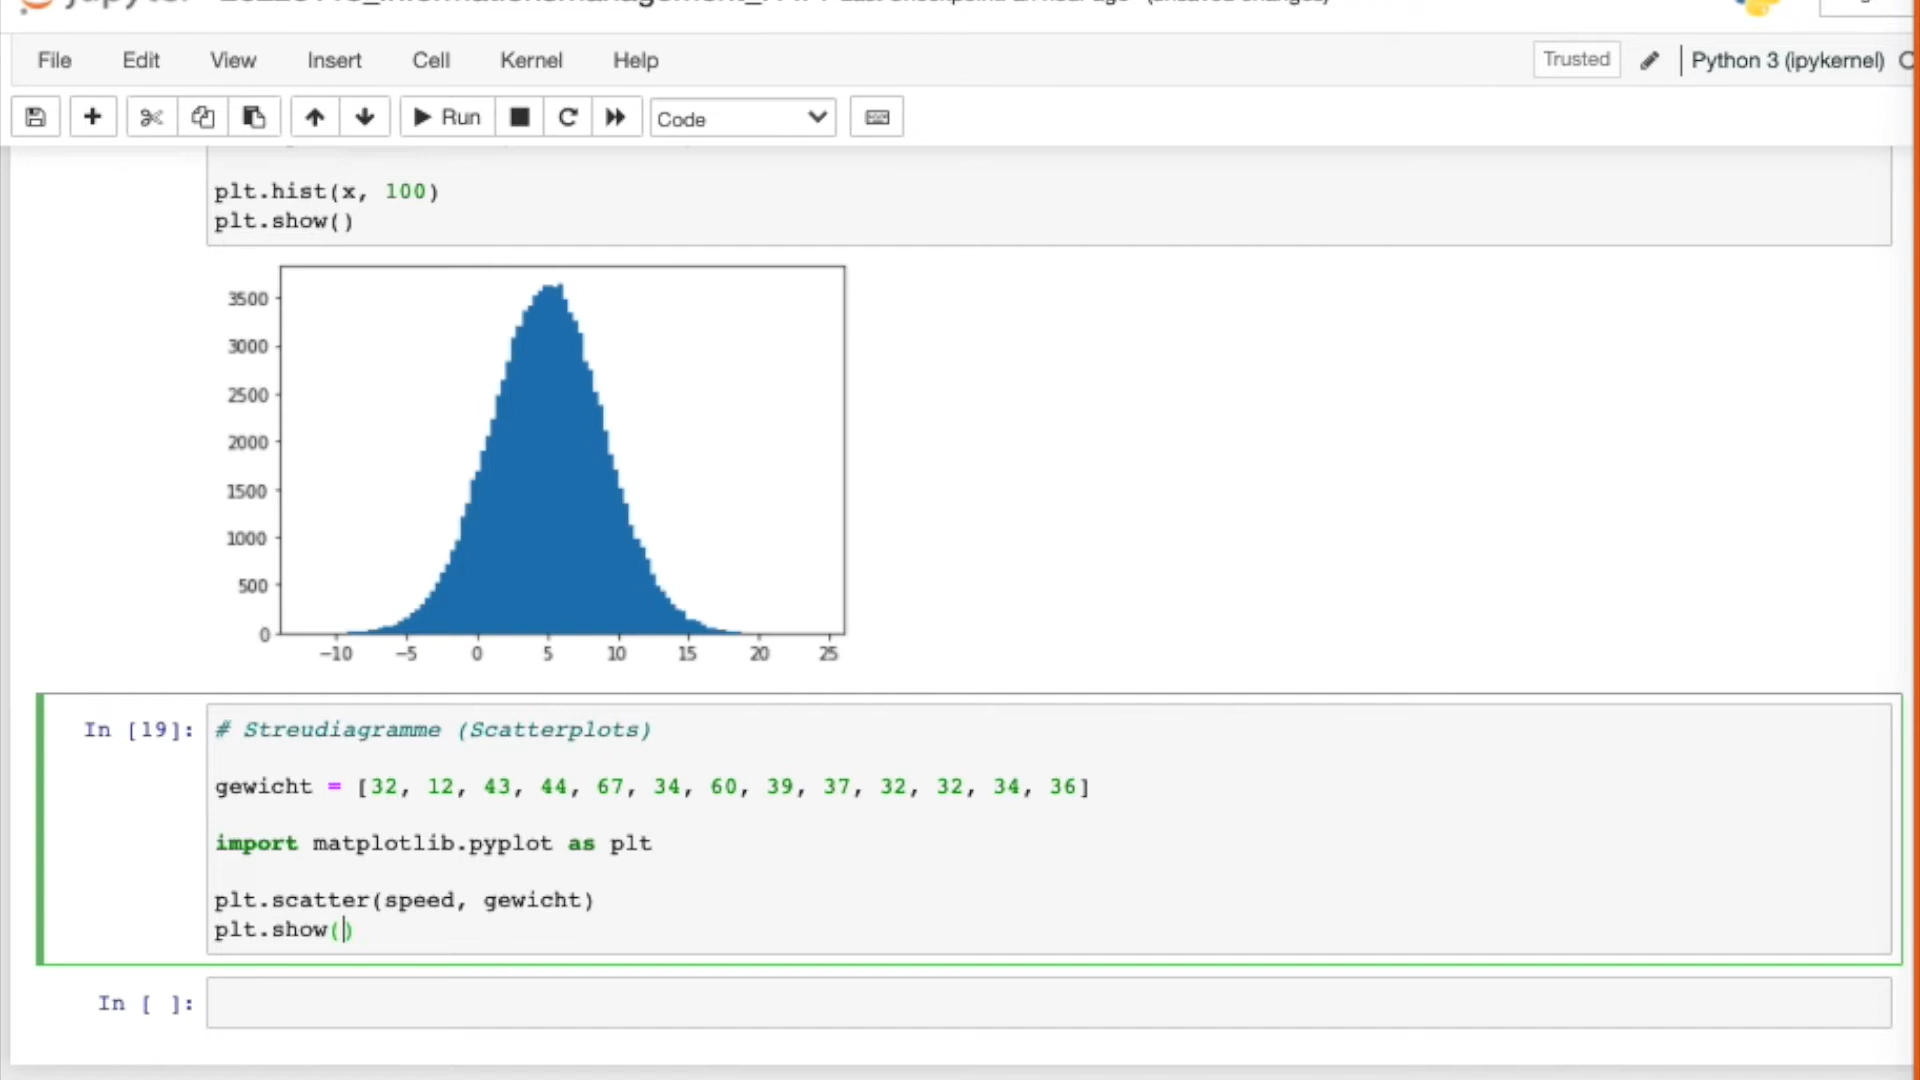 File Edit View Insert Cell Kernel Help Trusted Python 3 (ipykernel)
Run Code
plt.hist(x, 100)
plt.show()
3500
3000
2500
2000
1500
1000
500
0
−10 −5 0 5 10 15 20 25
In [19]: # Streudiagramme (Scatterplots)
gewicht = [32, 12, 43, 44, 67, 34, 60, 39, 37, 32, 32, 34, 36]
import matplotlib.pyplot as plt
plt.scatter(speed, gewicht)
plt.show()
In [ ]: